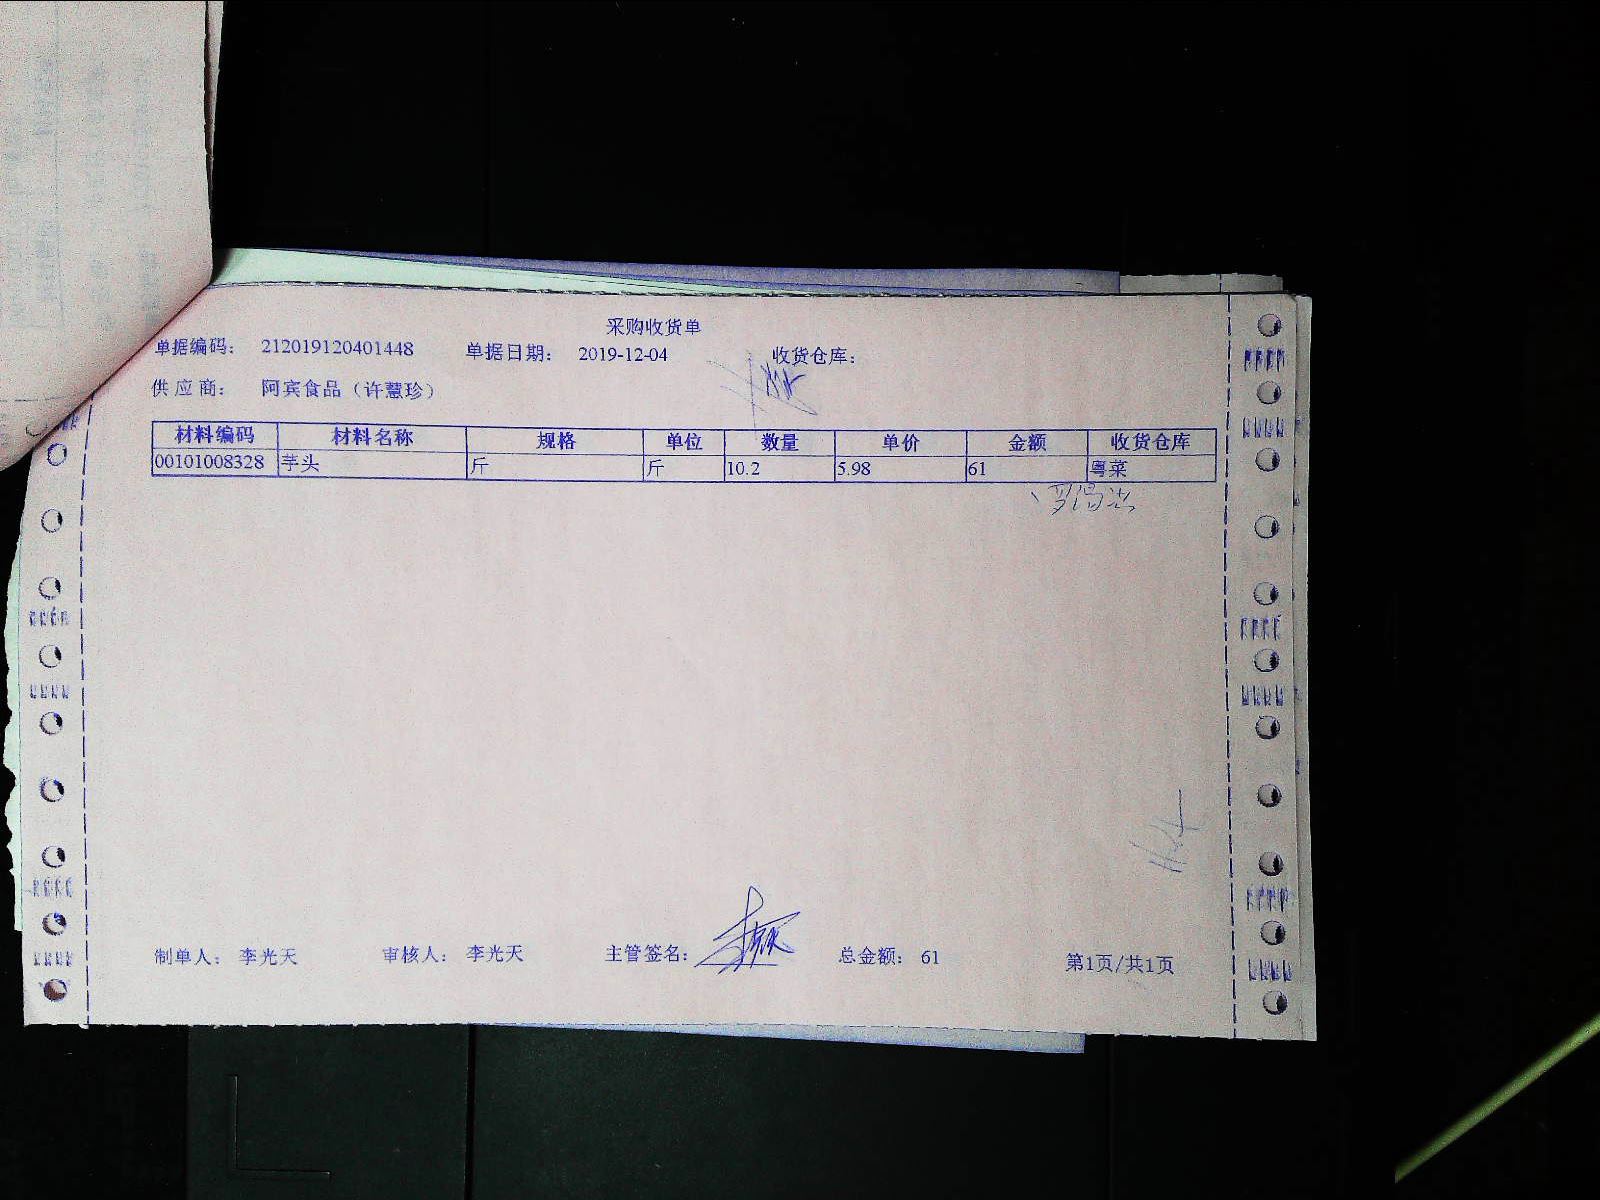 采购收货单
单据编码： 212019120401448 单据日期： 2019-12-04 收货仓库：
供 应 商： 阿宾食品（许慧珍）
材料编码 材料名称 规格 单位 数量 单价 金额 收货仓库
00101008328 芋头 斤 斤 10.2 5.98 61 粤菜
制单人： 李光天 审核人： 李光天 主管签名： 总金额： 61 第1页/共1页